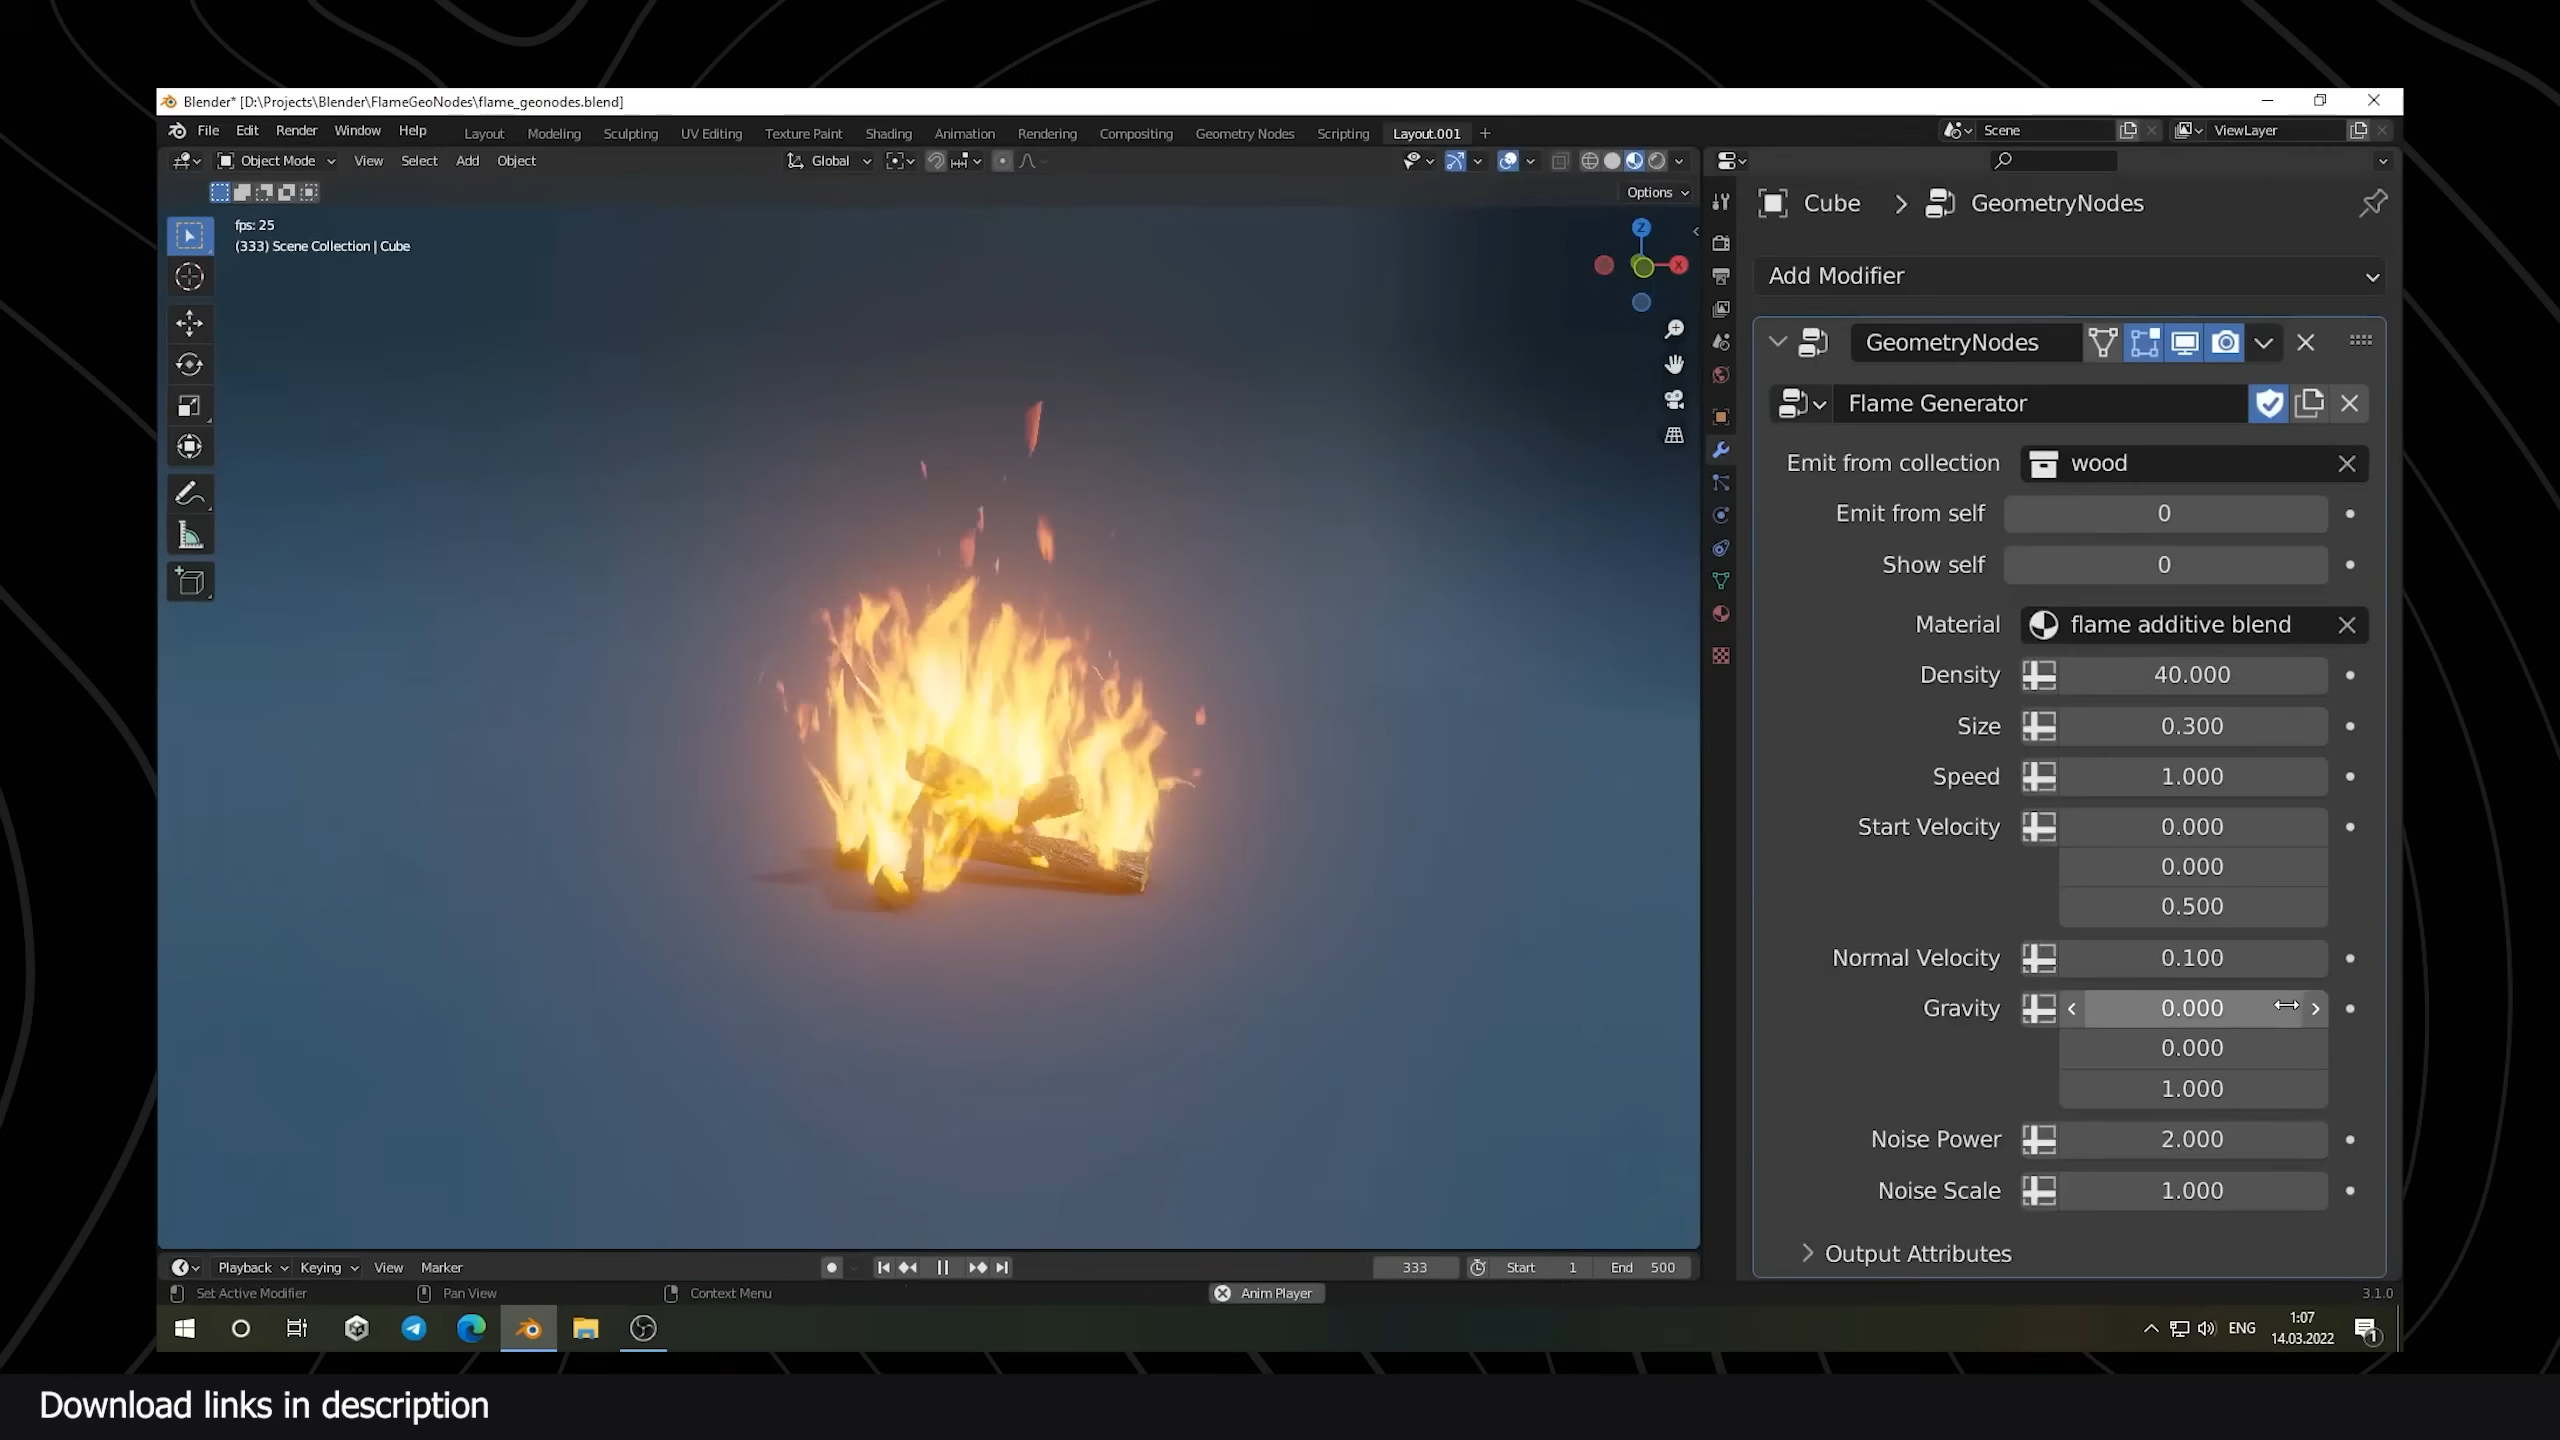 Blender* [D:\Projects\Blender\FlameGeoNodes\flame_geonodes.blend]
File Edit Render Window Help Layout Modeling Sculpting UV Editing Texture Paint Shading Animation Rendering Compositing Geometry Nodes Scripting Layout.001 + Scene ViewLayer
Object Mode View Select Add Object Global
Options
fps: 25
(333) Scene Collection | Cube
Z
X
Cube > GeometryNodes
Add Modifier
GeometryNodes
Flame Generator
Emit from collection wood
Emit from self 0
Show self 0
Material flame additive blend
Density 40.000
Size 0.300
Speed 1.000
Start Velocity 0.000
0.000
0.500
Normal Velocity 0.100
Gravity 0.000
0.000
1.000
Noise Power 2.000
Noise Scale 1.000
Output Attributes
Playback Keying View Marker 333 Start 1 End 500
Set Active Modifier Pan View Context Menu Anim Player 3.1.0
ENG 1:07
14.03.2022
1
Download links in description